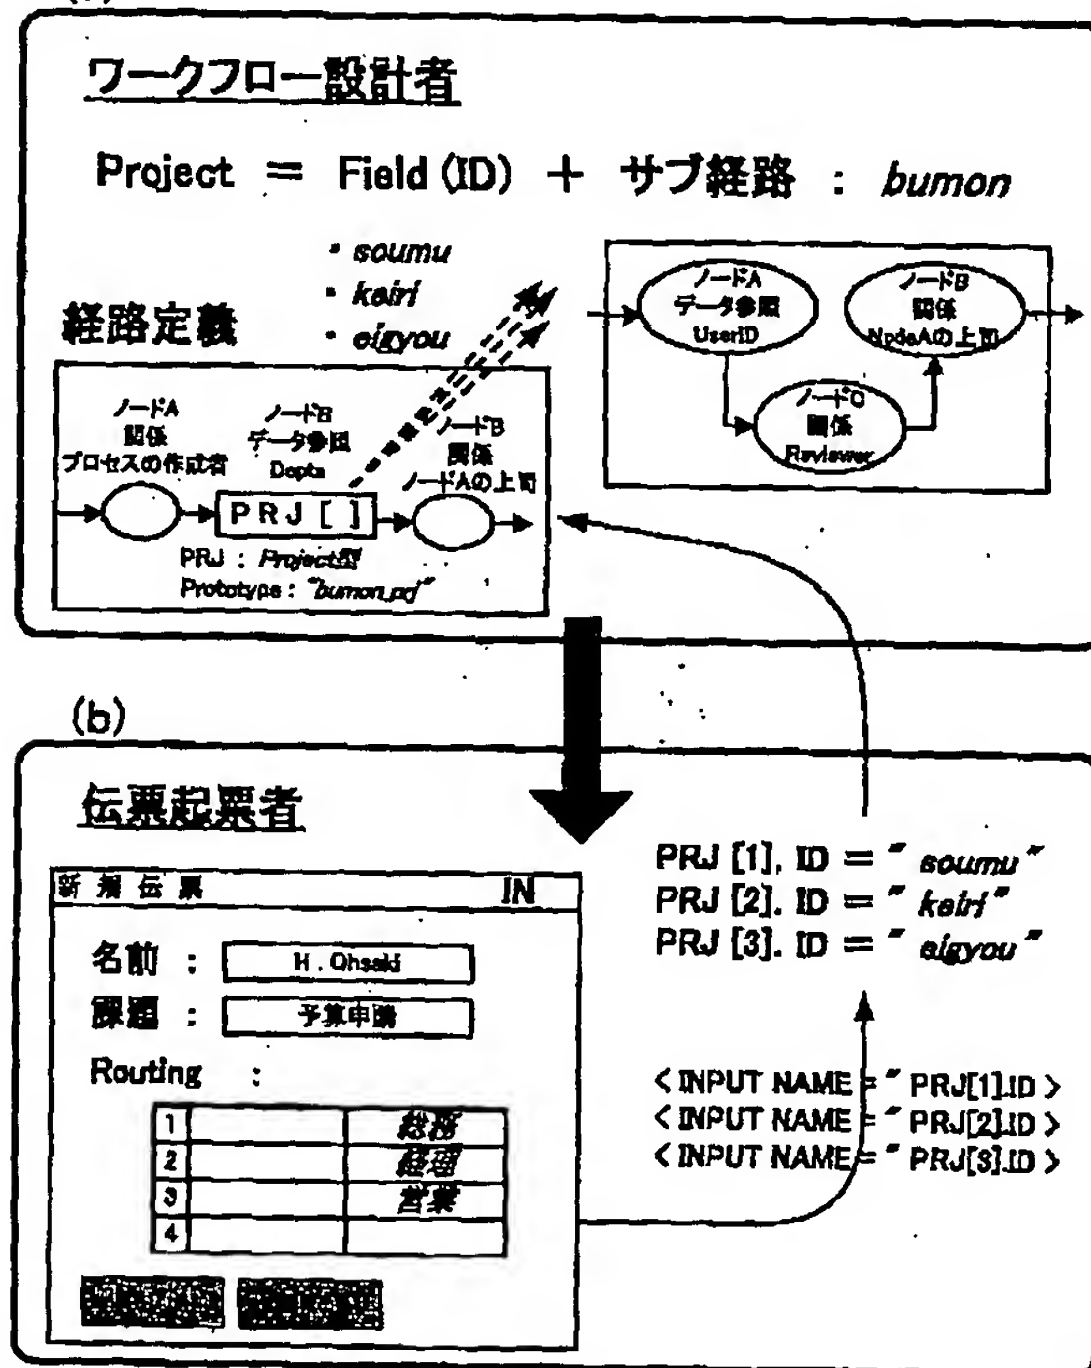 ワークフロー設計者
Project = Field (ID) + サブ経路 : bumon
・soumu
・keiri
・eigyou
経路定義
ノードA
関係
プロセスの作成者
ノードB
データ参照
Depts
ノードB
関係
ノードAの上司
PRJ [ ]
PRJ : Project型
Prototype : "bumon.prj"
ノードA
データ参照
UserID
ノードB
関係
NodeAの上司
ノードC
関係
Reviewer
(b)
伝票起票者
新規伝票 IN
名前 : H . Ohsaki
課題 : 予算申請
Routing :
1 総務
2 経理
3 営業
4
PRJ [1]. ID = " soumu "
PRJ [2]. ID = " keiri "
PRJ [3]. ID = " eigyou "
< INPUT NAME = " PRJ[1].ID >
< INPUT NAME = " PRJ[2].ID >
< INPUT NAME = " PRJ[3].ID >